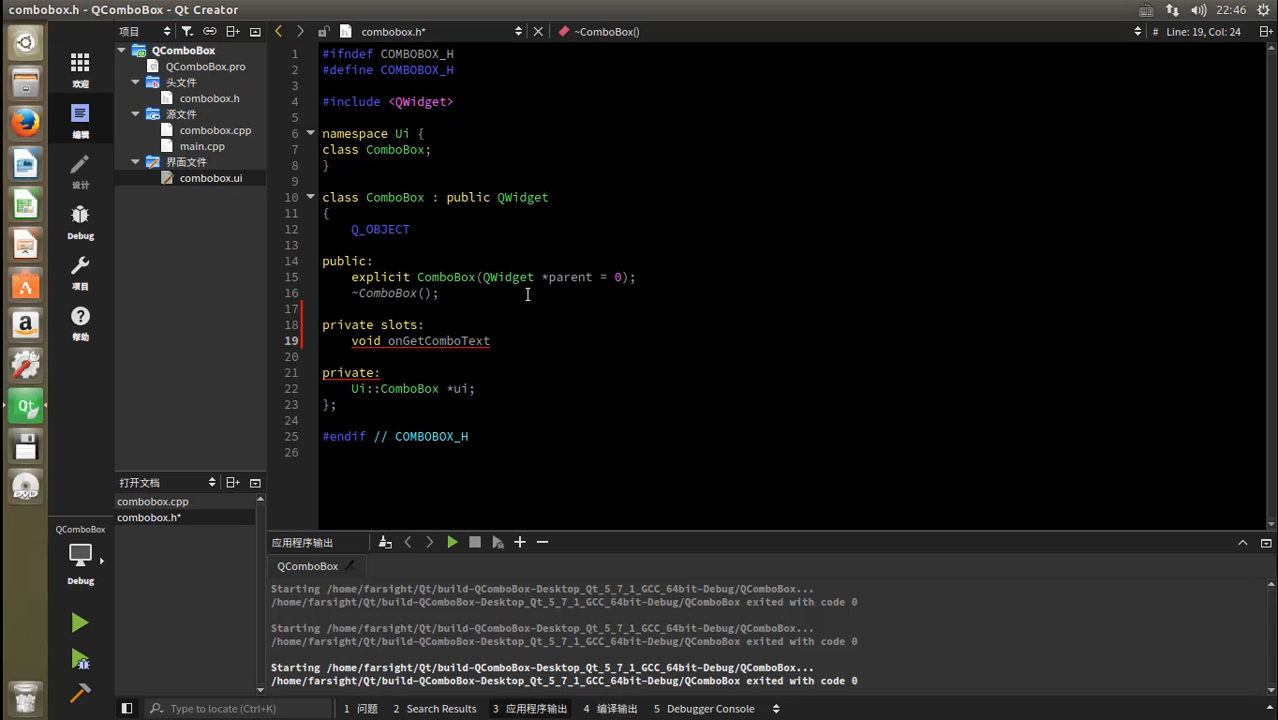 combobox.h - QComboBox - Qt Creator
22:46
项目
combobox.h*
~ComboBox()
# Line: 19, Col: 24
欢迎
编辑
设计
Debug
项目
帮助
QComboBox
QComboBox.pro
头文件
combobox.h
源文件
combobox.cpp
main.cpp
界面文件
combobox.ui
1 #ifndef COMBOBOX_H
2 #define COMBOBOX_H
3
4 #include <QWidget>
5
6 namespace Ui {
7 class ComboBox;
8 }
9
10 class ComboBox : public QWidget
11 {
12 Q_OBJECT
13
14 public:
15 explicit ComboBox(QWidget *parent = 0);
16 ~ComboBox();
17
18 private slots:
19 void onGetComboText
20
21 private:
22 Ui::ComboBox *ui;
23 };
24
25 #endif // COMBOBOX_H
26
打开文档
combobox.cpp
combobox.h*
QComboBox
Debug
应用程序输出
QComboBox
Starting /home/farsight/Qt/build-QComboBox-Desktop_Qt_5_7_1_GCC_64bit-Debug/QComboBox...
/home/farsight/Qt/build-QComboBox-Desktop_Qt_5_7_1_GCC_64bit-Debug/QComboBox exited with code 0
Starting /home/farsight/Qt/build-QComboBox-Desktop_Qt_5_7_1_GCC_64bit-Debug/QComboBox...
/home/farsight/Qt/build-QComboBox-Desktop_Qt_5_7_1_GCC_64bit-Debug/QComboBox exited with code 0
Starting /home/farsight/Qt/build-QComboBox-Desktop_Qt_5_7_1_GCC_64bit-Debug/QComboBox...
/home/farsight/Qt/build-QComboBox-Desktop_Qt_5_7_1_GCC_64bit-Debug/QComboBox exited with code 0
Type to locate (Ctrl+K)
1 问题
2 Search Results
3 应用程序输出
4 编译输出
5 Debugger Console